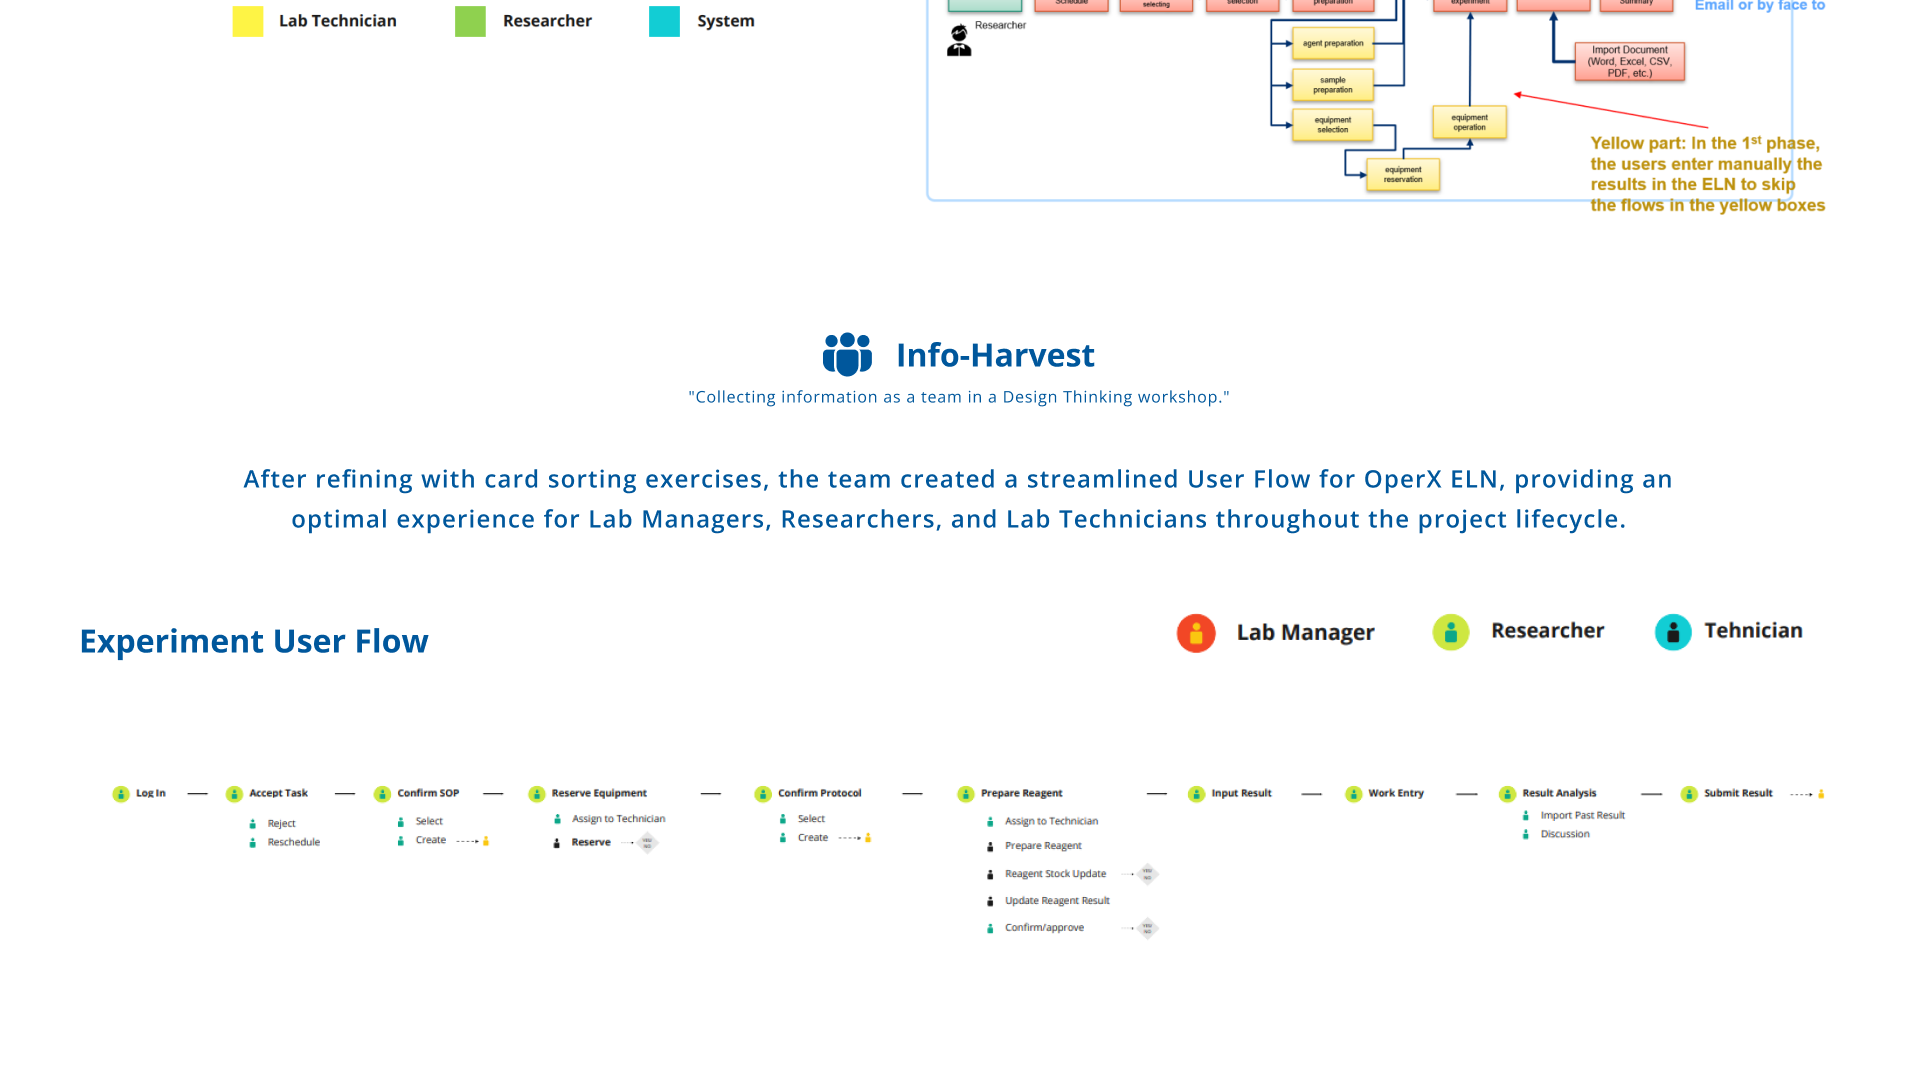 Lab Technician
Researcher
System
Schedule
selecting
selection
preparation
experiment
Summary
Email or by face to
Researcher
agent preparation
sample
preparation
equipment
selection
equipment
reservation
equipment
operation
Import Document
(Word, Excel, CSV,
PDF, etc.)
Yellow part: In the 1st phase,
the users enter manually the
results in the ELN to skip
the flows in the yellow boxes
Info-Harvest
"Collecting information as a team in a Design Thinking workshop."
After refining with card sorting exercises, the team created a streamlined User Flow for OperX ELN, providing an
optimal experience for Lab Managers, Researchers, and Lab Technicians throughout the project lifecycle.
Experiment User Flow
Lab Manager
Researcher
Tehnician
Log In
Accept Task
Reject
Reschedule
Confirm SOP
Select
Create
Reserve Equipment
Assign to Technician
Reserve
YES
NO
Confirm Protocol
Select
Create
Prepare Reagent
Assign to Technician
Prepare Reagent
Reagent Stock Update
YES
NO
Update Reagent Result
Confirm/approve
YES
NO
Input Result
Work Entry
Result Analysis
Import Past Result
Discussion
Submit Result